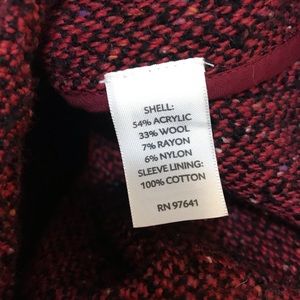 SHELL:
54% ACRYLIC
33% WOOL
7% RAYON
6% NYLON
SLEEVE LINING:
100% COTTON
RN 97641